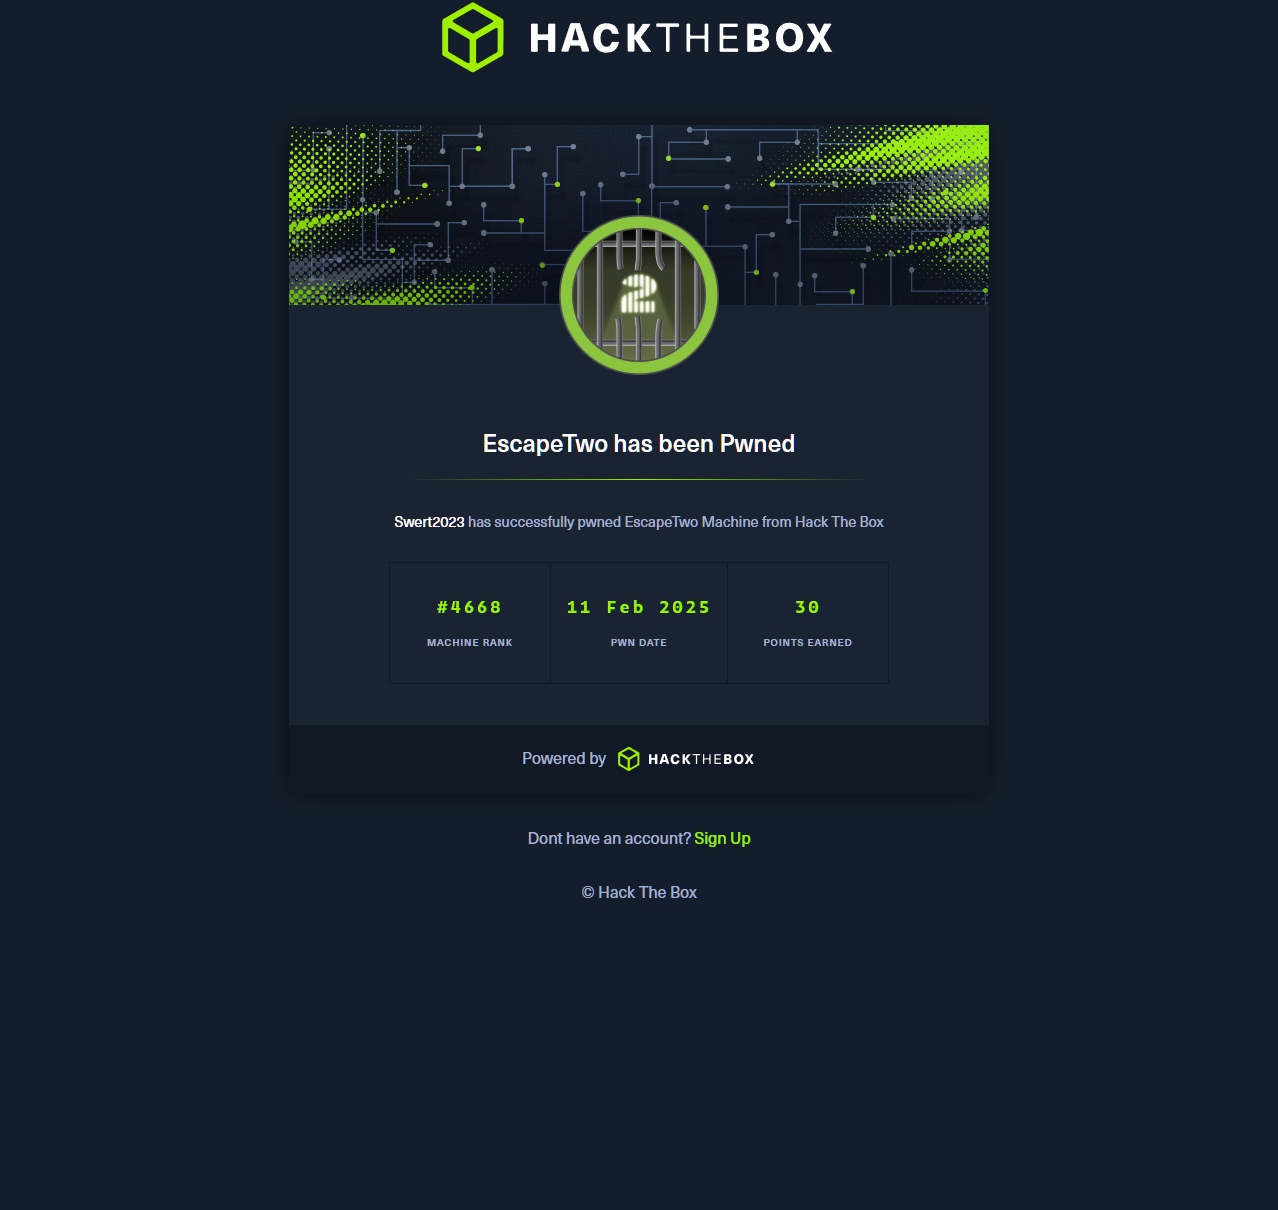 HACKTHEBOX
2
EscapeTwo has been Pwned
Swert2023 has successfully pwned EscapeTwo Machine from Hack The Box
#4668 11 Feb 2025 30
MACHINE RANK PWN DATE POINTS EARNED
Powered by HACKTHEBOX
Dont have an account? Sign Up
© Hack The Box